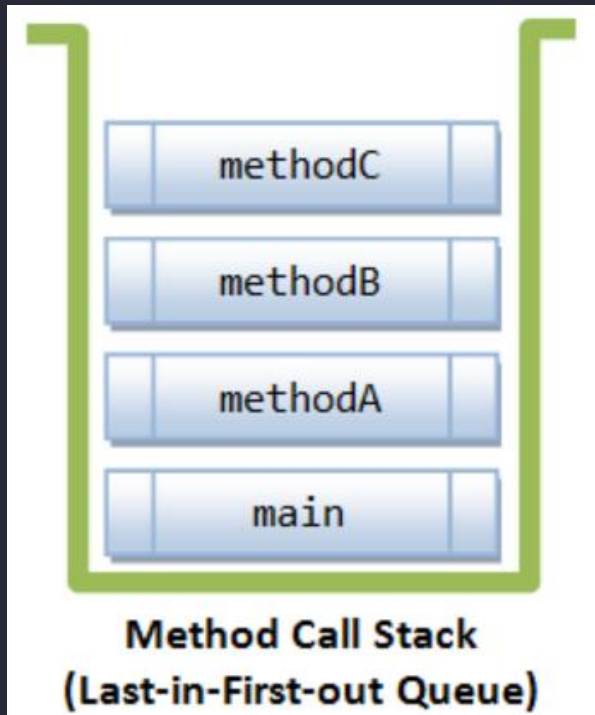 methodC
methodB
methodA
main
Method Call Stack
(Last-in-First-out Queue)